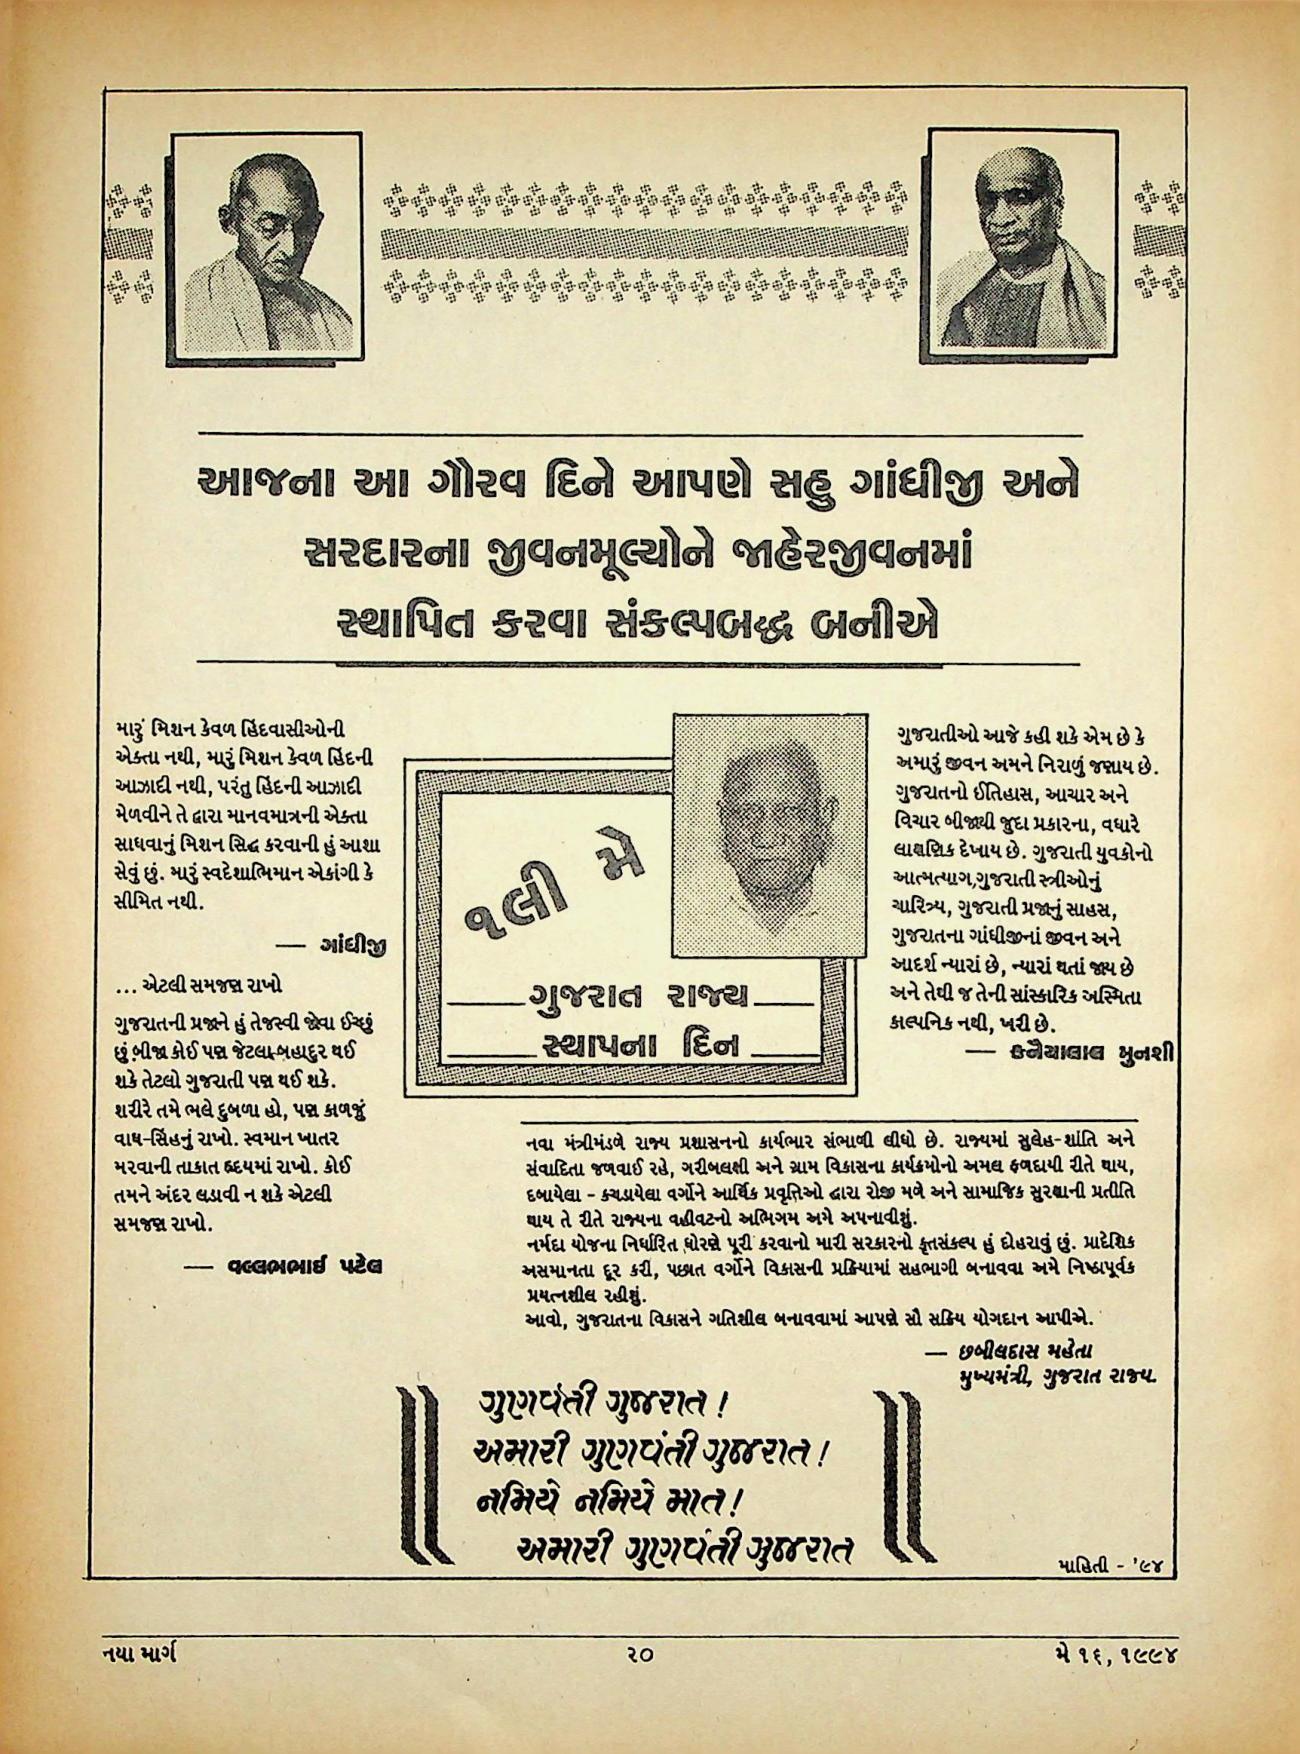 આજના આ ગૌરવ દિને આપણે સહુ ગાંધીજી અને
સરદારના જીવનમૂલ્યોને જાહેરજીવનમાં
સ્થાપિત કરવા સંકલ્પબદ્ધ બનીએ
મારું મિશન કેવળ હિંદવાસીઓની
એક્તા નથી, મારું મિશન કેવળ હિંદની
આઝાદી નથી, પરંતુ હિંદની આઝાદી
મેળવીને તે દ્વારા માનવમાત્રની એક્તા
સાધવાનું મિશન સિદ્ધ કરવાની હું આશા
સેવું છું. મારું સ્વદેશાભિમાન એકાંગી કે
સીમિત નથી.
— ગાંધીજી
... એટલી સમજણ રાખો
ગુજરાતની પ્રજાને હું તેજસ્વી જોવા ઈચ્છું
છું બીજા કોઈ પણ જેટલા બહાદુર થઈ
શકે તેટલો ગુજરાતી પણ થઈ શકે.
શરીરે તમે ભલે દુબળા હો, પણ કાળજું
વાઘ-સિંહનું રાખો. સ્વમાન ખાતર
મરવાની તાકાત હૃદયમાં રાખો. કોઈ
તમને અંદર લડાવી ન શકે એટલી
સમજણ રાખો.
— વલ્લભભાઈ પટેલ
૧લી મે
ગુજરાત રાજ્ય
સ્થાપના દિન
ગુજરાતીઓ આજે કહી શકે એમ છે કે
અમારું જીવન અમને નિરાળું જણાય છે.
ગુજરાતનો ઈતિહાસ, આચાર અને
વિચાર બીજાથી જુદા પ્રકારના, વધારે
લાક્ષણિક દેખાય છે. ગુજરાતી યુવકોનો
આત્મત્યાગ,ગુજરાતી સ્ત્રીઓનું
ચારિત્ર્ય, ગુજરાતી પ્રજાનું સાહસ,
ગુજરાતના ગાંધીજીનાં જીવન અને
આદર્શ ન્યારાં છે, ન્યારાં થતાં જાય છે
અને તેથી જ તેની સાંસ્કારિક અસ્મિતા
કાલ્પનિક નથી, ખરી છે.
— કનૈયાલાલ મુનશી
નવા મંત્રીમંડળે રાજ્ય પ્રશાસનનો કાર્યભાર સંભાળી લીધો છે. રાજ્યમાં સુલેહ-શાંતિ અને
સંવાદિતા જળવાઈ રહે, ગરીબલક્ષી અને ગ્રામ વિકાસના કાર્યક્રમોનો અમલ ફળદાયી રીતે થાય,
દબાયેલા - કચડાયેલા વર્ગોને આર્થિક પ્રવૃત્તિઓ દ્વારા રોજી મળે અને સામાજિક સુરક્ષાની પ્રતીતિ
થાય તે રીતે રાજ્યના વહીવટનો અભિગમ અમે અપનાવીશું.
નર્મદા યોજના નિર્ધારિત ધોરણે પૂરી કરવાનો મારી સરકારનો કૃતસંકલ્પ હું દોહરાવું છું. પ્રાદેશિક
અસમાનતા દૂર કરી, પછાત વર્ગોને વિકાસની પ્રક્રિયામાં સહભાગી બનાવવા અમે નિષ્ઠાપૂર્વક
પ્રયત્નશીલ રહીશું.
આવો, ગુજરાતના વિકાસને ગતિશીલ બનાવવામાં આપણે સૌ સક્રિય યોગદાન આપીએ.
— છબીલદાસ મહેતા
મુખ્યમંત્રી, ગુજરાત રાજ્ય.
ગુણવંતી ગુજરાત!
અમારી ગુણવંતી ગુજરાત!
નમિયે નમિયે માત!
અમારી ગુણવંતી ગુજરાત
માહિતી - '૯૪
નયા માર્ગ
૨૦
મે ૧૬, ૧૯૯૪